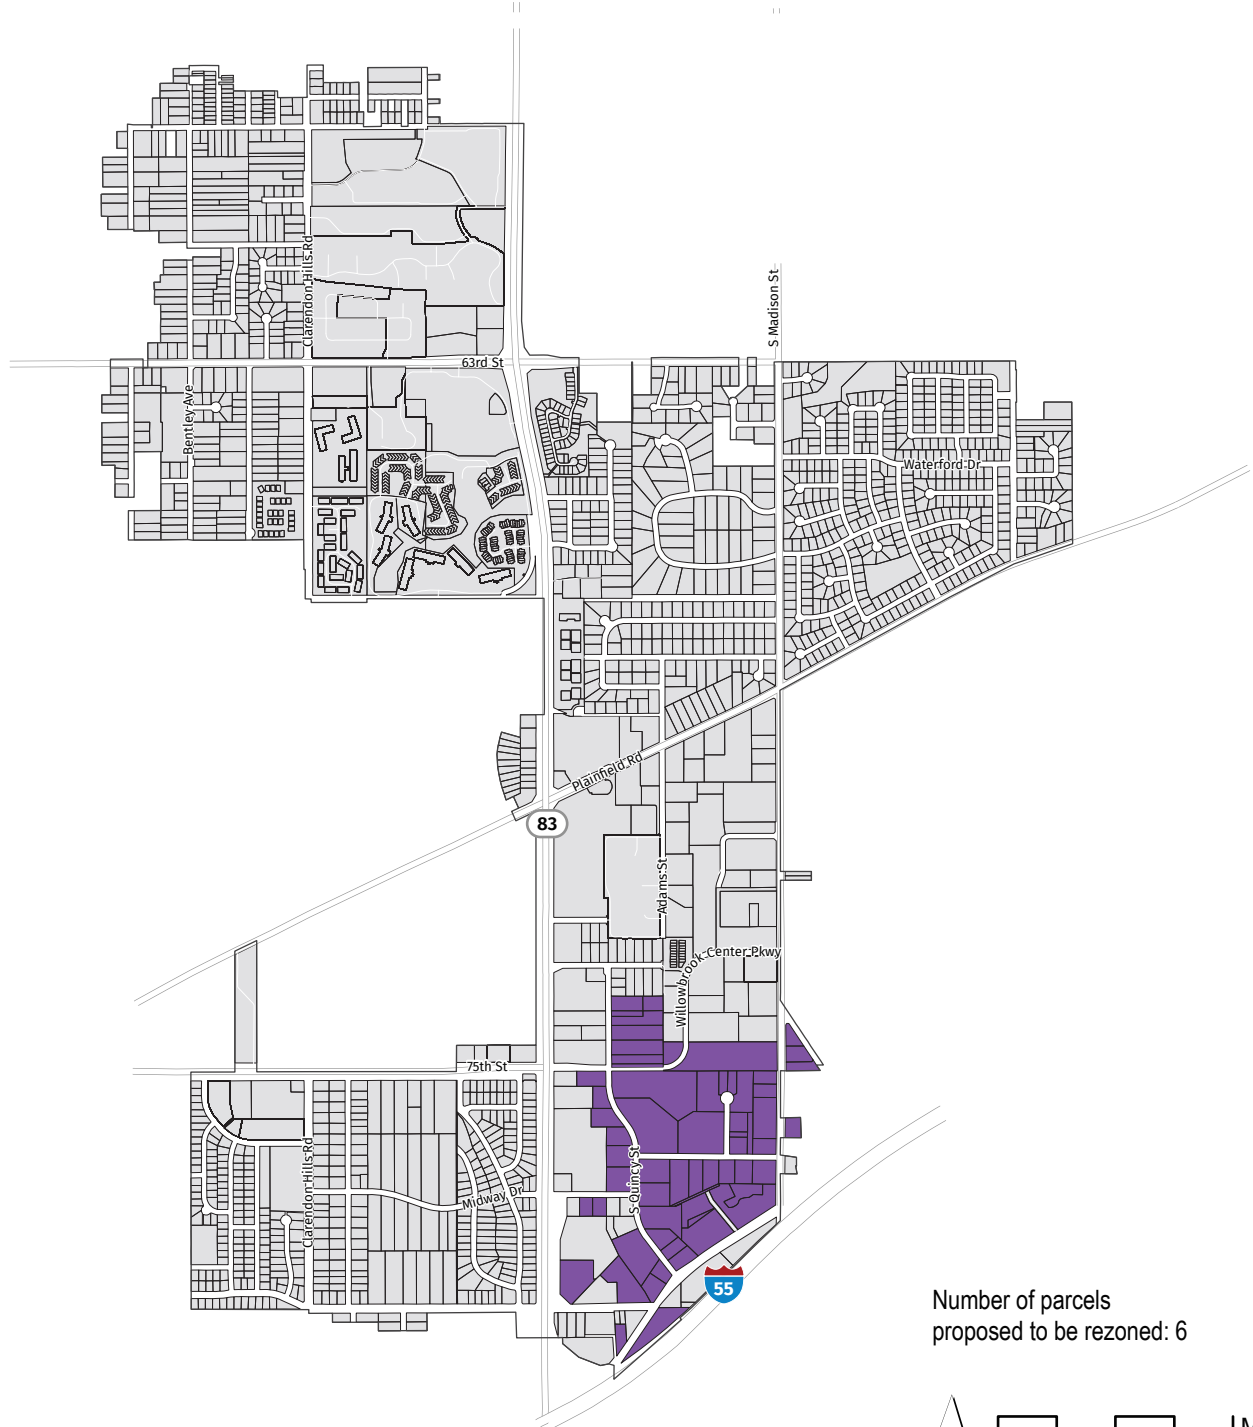 S Madison St
Clarendon Hills Rd
63rd St
Bentley Ave
Waterford Dr
Plainfield Rd
83
Adams St
Willowbrook Center Pkwy
75th St
Clarendon Hills Rd
Midway Dr
S Quincy St
55
Number of parcels
proposed to be rezoned: 6